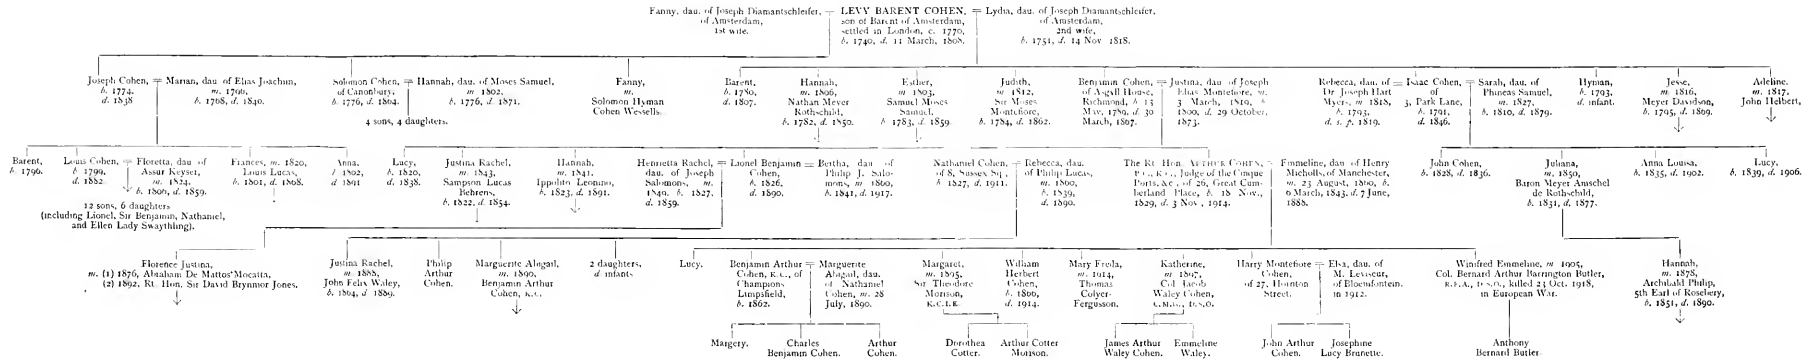 Fanny, dau. of Joseph Diamantschleifer,
of Amsterdam,
1st wife.
LEVY BARENT COHEN,
son of Barent of Amsterdam,
settled in London, c. 1770,
b. 1740, d. 11 March, 1808.
Lydia, dau. of Joseph Diamantschleifer,
of Amsterdam,
2nd wife,
b. 1751, d. 14 Nov 1818.
Joseph Cohen,
b. 1774.
d. 1838
Marian, dau of Elias Joachim,
m. 1796,
b. 1768, d. 1840.
Solomon Cohen,
of Canonbury,
b. 1776, d. 1864.
Hannah, dau. of Moses Samuel,
m 1802,
b. 1776, d. 1871.
4 sons, 4 daughters.
Fanny,
m.
Solomon Hyman
Cohen Wessells.
Barent,
b. 1780,
d. 1807.
Hannah,
m. 1806,
Nathan Meyer
Rothschild,
b. 1782, d. 1850.
Esther,
m 1803,
Samuel Moses
Samuel,
b 1783, d. 1859.
Judith,
m 1812,
Sir Moses
Montefiore,
b. 1784, d. 1862.
Benjamin Cohen,
of Argyll House,
Richmond, b 13
May, 1789, d. 30
March, 1867.
Justina, dau. of Joseph
Elias Montefiore, m.
3 March, 1819, b
1800, d. 29 October,
1873.
Rebecca, dau. of
Dr Joseph Hart
Myers, m 1818,
b. 1793,
d. s. p. 1819.
Isaac Cohen,
of
3, Park Lane,
b. 1791,
d. 1846.
Sarah, dau. of
Phineas Samuel,
m. 1827,
b. 1810, d. 1879.
Hyman,
b. 1793,
d infant.
Jesse,
m. 1816,
Meyer Davidson,
b. 1795, d. 1869.
Adeline.
m. 1817.
John Helbert,
Barent,
b. 1796.
Louis Cohen,
b. 1799.
d. 1882.
Floretta, dau of
Assur Keyser,
m. 1824.
b. 1806, d. 1859.
12 sons, 6 daughters
(including Lionel, Sir Benjamin, Nathaniel,
and Ellen Lady Swaythling).
Frances, m. 1820,
Louis Lucas,
b. 1801, d. 1868.
Anna,
b 1802,
d 1891
Lucy,
b. 1820,
d. 1838.
Justina Rachel,
m. 1843,
Sampson Lucas
Behrens,
b. 1822, d. 1854.
Hannah,
m. 1841.
Ippolito Leonino,
b. 1823, d. 1891.
Henrietta Rachel,
dau. of Joseph
Salomons, m.
1849. b. 1827,
d. 1859.
Lionel Benjamin
Cohen,
b. 1826,
d. 1890.
Bertha, dau of
Philip J. Salo-
mons, m 1860,
b. 1841, d. 1917.
Nathaniel Cohen,
of 8, Sussex Sq,
b 1827, d. 1911.
Rebecca, dau.
of Philip Lucas,
m. 1860,
b. 1839,
d. 1890.
The Rt. Hon. ARTHUR COHEN,
P.C., K.C., Judge of the Cinque
Ports, &c, of 26, Great Cum-
berland Place, b. 18 Nov.,
1829, d. 3 Nov, 1914.
Emmeline, dau. of Henry
Micholls, of Manchester,
m. 23 August, 1860, b.
6 March, 1843, d. 7 June,
1888.
John Cohen,
b 1828, d. 1836.
Juliana,
m. 1850,
Baron Meyer Amschel
de Rothschild,
b 1831, d 1877.
Anna Louisa,
b. 1835, d 1902.
Lucy,
b 1839, d 1906.
Florence Justina,
m. (1) 1876, Abraham De Mattos Mocatta,
(2) 1892, Rt. Hon. Sir David Brynmor Jones.
Justina Rachel,
m. 1888,
John Felix Waley,
b. 1864, d 1889.
Philip
Arthur
Cohen.
Marguerite Abigail,
m. 1890,
Benjamin Arthur
Cohen, K.C.
2 daughters,
d infants
Lucy.
Benjamin Arthur
Cohen, K.C., of
Champions
Limpsfield,
b. 1862.
Marguerite
Abigail, dau.
of Nathaniel
Cohen, m. 28
July, 1890.
Margaret,
m. 1895,
Sir Theodore
Morison,
K.C.I.E.
William
Herbert
Cohen,
b. 1866,
d. 1914.
Mary Freda,
m. 1914,
Thomas
Colyer-
Fergusson.
Katherine,
m 1897,
Col Jacob
Waley Cohen,
C.M.G., D.S.O.
Harry Montefiore
Cohen,
of 27, Hornton
Street.
Elsa, dau. of
M. Leviseur,
of Bloemfontein.
in 1912.
Winifred Emmeline, m 1905,
Col. Bernard Arthur Barrington Butler,
R.F.A., D.S.O., killed 23 Oct. 1918,
in European War.
Hannah,
m. 1878,
Archibald Philip,
5th Earl of Rosebery,
b. 1851, d. 1890.
Margery.
Charles
Benjamin Cohen.
Arthur
Cohen.
Dorothea
Cotter.
Arthur Cotter
Morison.
James Arthur
Waley Cohen.
Emmeline
Waley.
John Arthur
Cohen.
Josephine
Lucy Brunette.
Anthony
Bernard Butler.